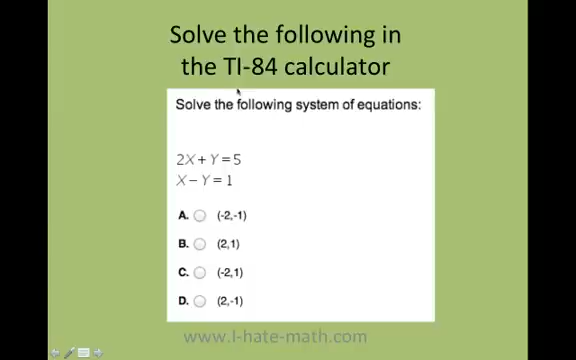 Solve the following in
the TI-84 calculator
Solve the following system of equations:
2X + Y = 5
X - Y = 1
A. (-2,-1)
B. (2,1)
C. (-2,1)
D. (2,-1)
www.I-hate-math.com